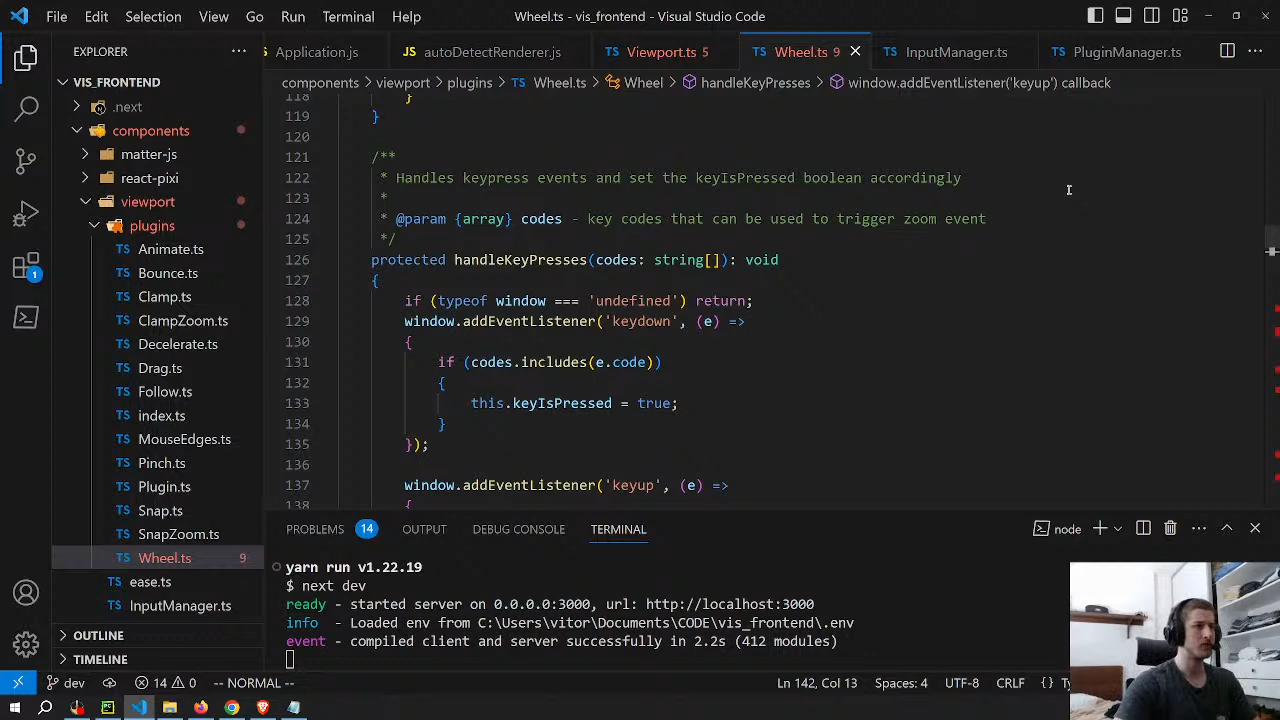 File Edit Selection View Go Run Terminal Help
Wheel.ts - vis_frontend - Visual Studio Code
EXPLORER
VIS_FRONTEND
.next
components
matter-js
react-pixi
viewport
plugins
Animate.ts
Bounce.ts
Clamp.ts
ClampZoom.ts
Decelerate.ts
Drag.ts
Follow.ts
index.ts
MouseEdges.ts
Pinch.ts
Plugin.ts
Snap.ts
SnapZoom.ts
Wheel.ts 9
ease.ts
InputManager.ts
OUTLINE
TIMELINE
1
Application.js autoDetectRenderer.js Viewport.ts 5 Wheel.ts 9 InputManager.ts PluginManager.ts
components > viewport > plugins > TS Wheel.ts > Wheel > handleKeyPresses > window.addEventListener('keyup') callback
118 }
119 }
120
121 /**
122 * Handles keypress events and set the keyIsPressed boolean accordingly
123 *
124 * @param {array} codes - key codes that can be used to trigger zoom event
125 */
126 protected handleKeyPresses(codes: string[]): void
127 {
128 if (typeof window === 'undefined') return;
129 window.addEventListener('keydown', (e) =>
130 {
131 if (codes.includes(e.code))
132 {
133 this.keyIsPressed = true;
134 }
135 });
136
137 window.addEventListener('keyup', (e) =>
138 {
PROBLEMS 14 OUTPUT DEBUG CONSOLE TERMINAL
node
yarn run v1.22.19
$ next dev
ready - started server on 0.0.0.0:3000, url: http://localhost:3000
info - Loaded env from C:\Users\vitor\Documents\CODE\vis_frontend\.env
event - compiled client and server successfully in 2.2s (412 modules)
dev 14 0 -- NORMAL -- Ln 142, Col 13 Spaces: 4 UTF-8 CRLF {} Ty